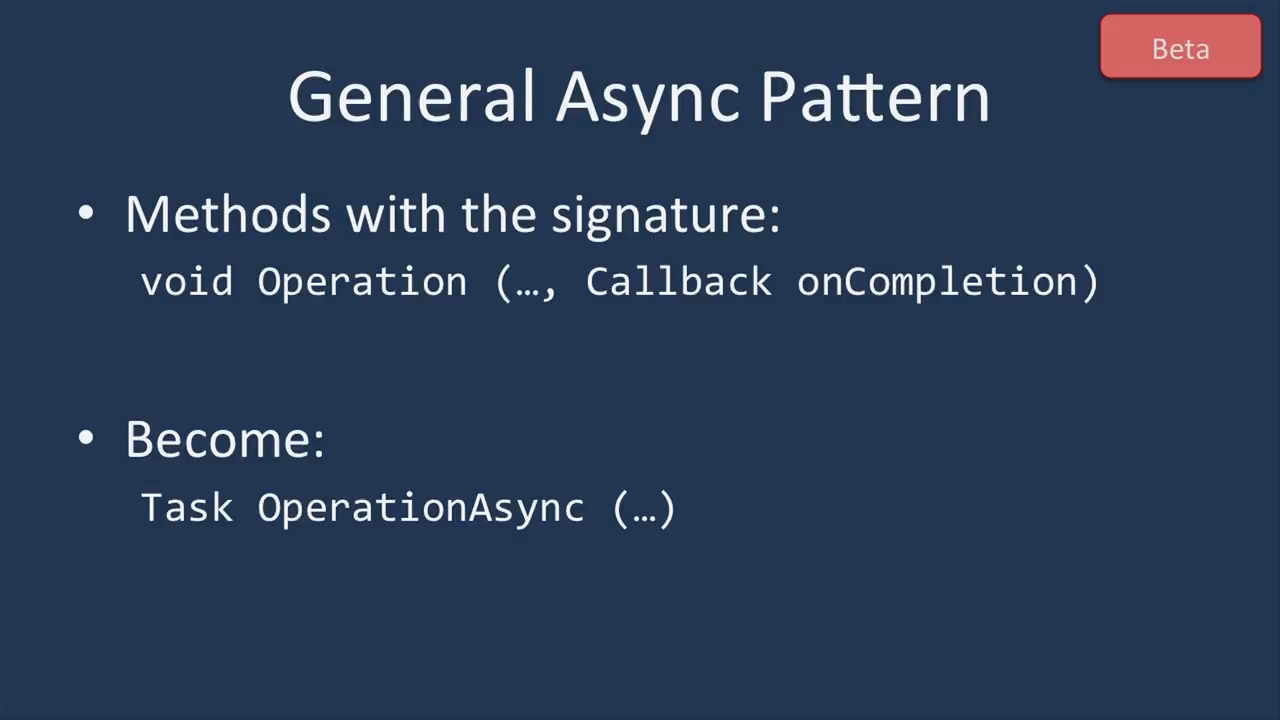 Beta
General Async Pattern
• Methods with the signature:
void Operation (…, Callback onCompletion)
• Become:
Task OperationAsync (…)